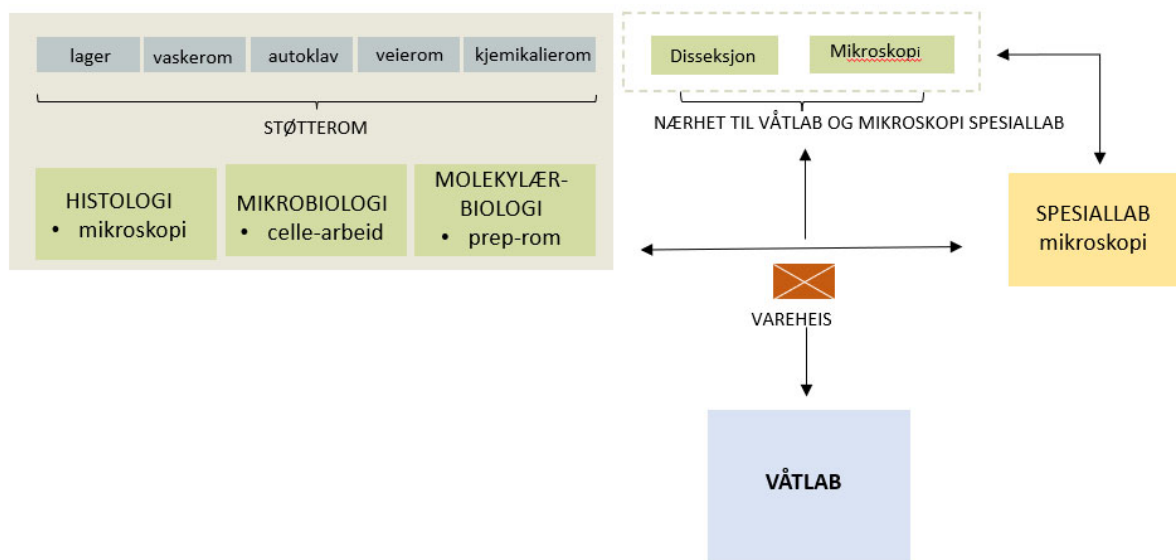 lager
vaskerom
autoklav
veierom
kjemikalierom
STØTTEROM
HISTOLOGI
• mikroskopi
MIKROBIOLOGI
• celle-arbeid
MOLEKYLÆR-
BIOLOGI
• prep-rom
Disseksjon
Mikroskopi
NÆRHET TIL VÅTLAB OG MIKROSKOPI SPESIALLAB
SPESIALLAB
mikroskopi
VAREHEIS
VÅTLAB